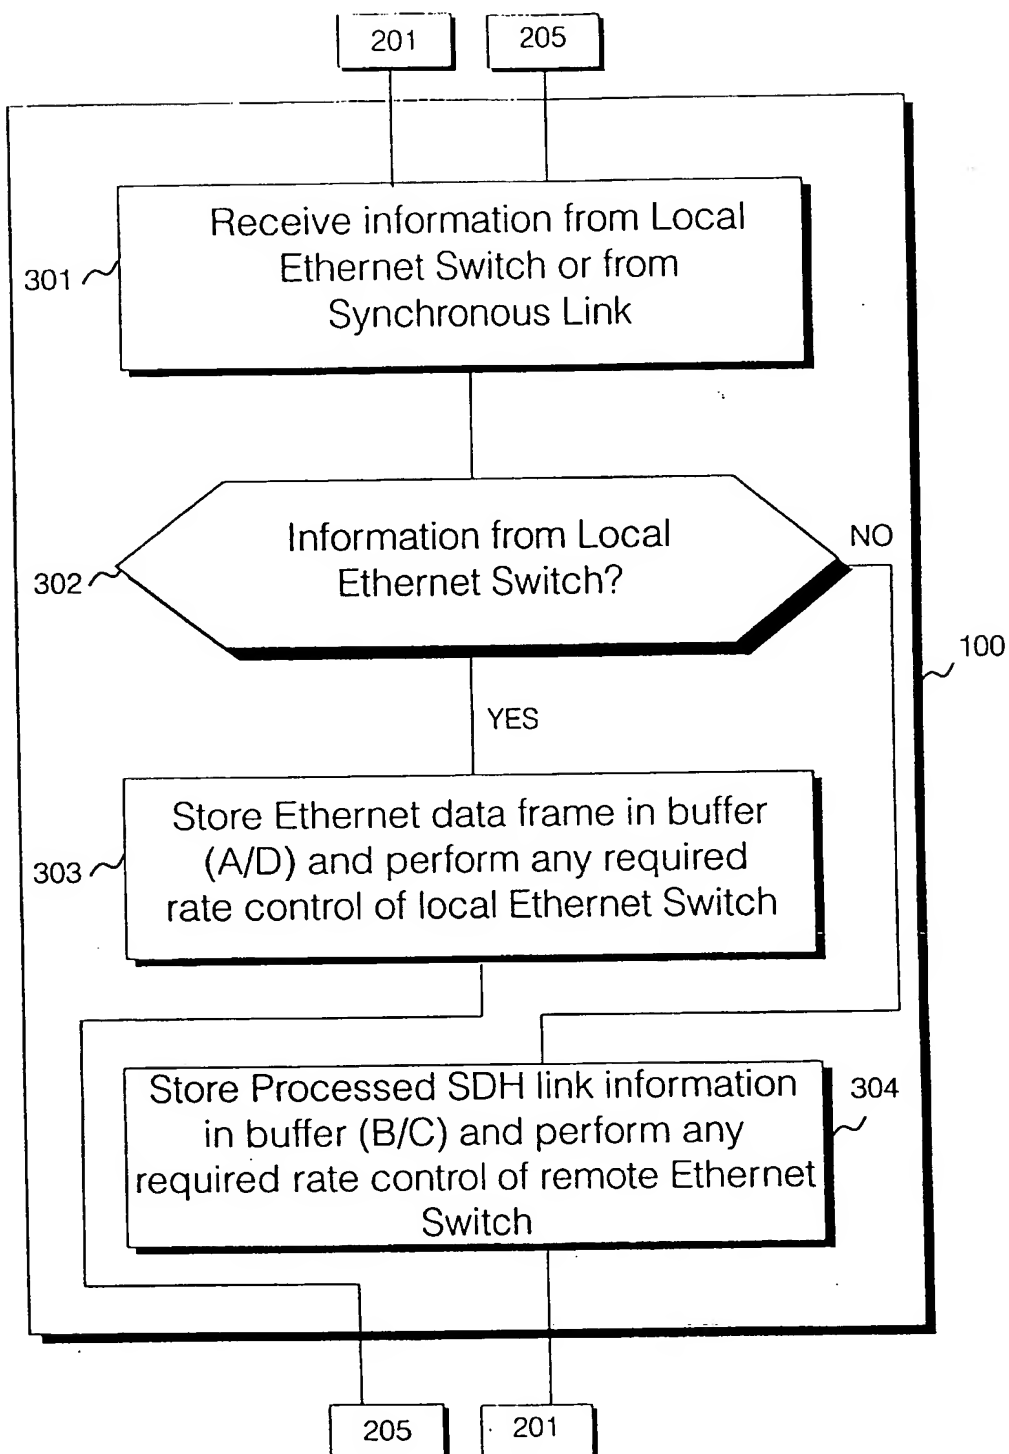 201
205
Receive information from Local
Ethernet Switch or from
Synchronous Link
301
Information from Local
Ethernet Switch?
NO
302
100
YES
Store Ethernet data frame in buffer
(A/D) and perform any required
rate control of local Ethernet Switch
303
Store Processed SDH link information
in buffer (B/C) and perform any
required rate control of remote Ethernet
Switch
304
205
201